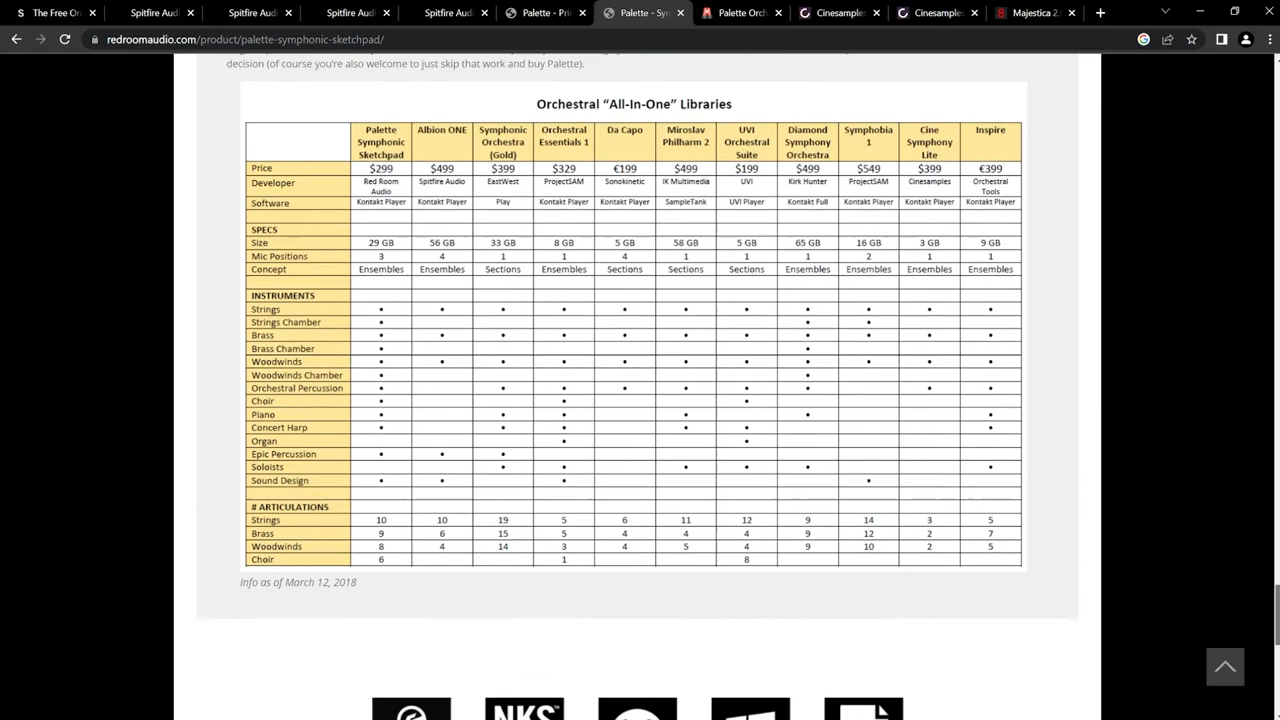 The Free On
Spitfire Audi
Spitfire Audi
Spitfire Audi
Spitfire Audi
Palette - Pri
Palette - Syn
Palette Orch
Cinesamples
Cinesamples
Majestica 2.
redroomaudio.com/product/palette-symphonic-sketchpad/
decision (of course you're also welcome to just skip that work and buy Palette).
Orchestral “All-In-One” Libraries
Palette Symphonic Sketchpad Albion ONE Symphonic Orchestra (Gold) Orchestral Essentials 1 Da Capo Miroslav Philharm 2 UVI Orchestral Suite Diamond Symphony Orchestra Symphobia 1 Cine Symphony Lite Inspire
Price $299 $499 $399 $329 €199 $499 $199 $499 $549 $399 €399
Developer Red Room Audio Spitfire Audio EastWest ProjectSAM Sonokinetic IK Multimedia UVI Kirk Hunter ProjectSAM Cinesamples Orchestral Tools
Software Kontakt Player Kontakt Player Play Kontakt Player Kontakt Player SampleTank UVI Player Kontakt Full Kontakt Player Kontakt Player Kontakt Player
SPECS
Size 29 GB 56 GB 33 GB 8 GB 5 GB 58 GB 5 GB 65 GB 16 GB 3 GB 9 GB
Mic Positions 3 4 1 1 4 1 1 1 2 1 1
Concept Ensembles Ensembles Sections Ensembles Sections Sections Sections Ensembles Ensembles Ensembles Ensembles
INSTRUMENTS
Strings • • • • • • • • • • •
Strings Chamber • • •
Brass • • • • • • • • • • •
Brass Chamber • •
Woodwinds • • • • • • • • • • •
Woodwinds Chamber • •
Orchestral Percussion • • • • • • • • •
Choir • • •
Piano • • • • • •
Concert Harp • • • • • •
Organ • •
Epic Percussion • • •
Soloists • • • • • •
Sound Design • • • •
# ARTICULATIONS
Strings 10 10 19 5 6 11 12 9 14 3 5
Brass 9 6 15 5 4 4 4 9 12 2 7
Woodwinds 8 4 14 3 4 5 4 9 10 2 5
Choir 6 1 8
Info as of March 12, 2018
NKS